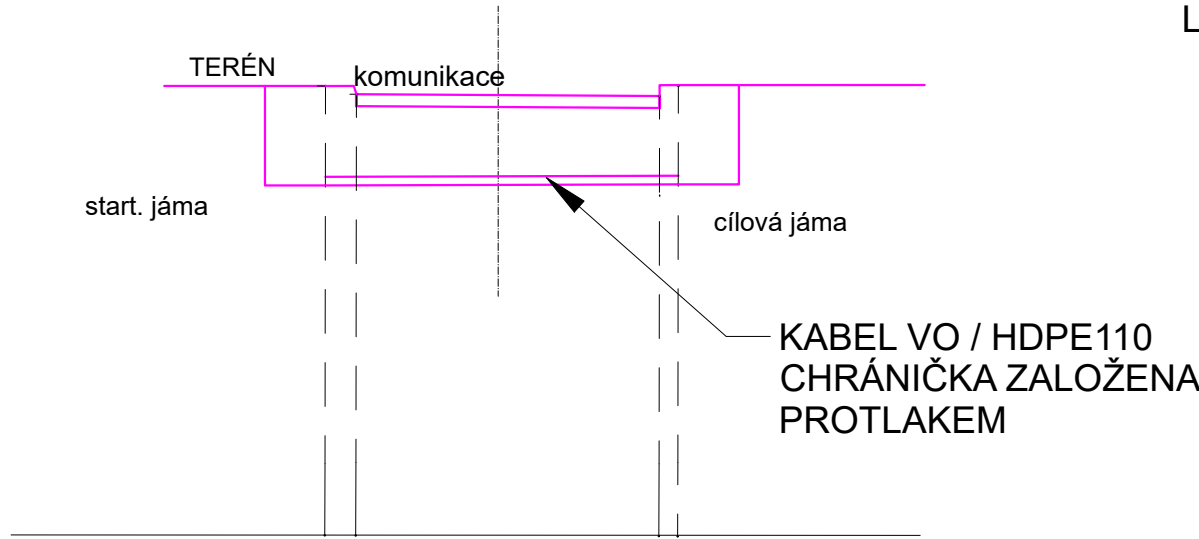 L
TERÉN
komunikace
start. jáma
cílová jáma
KABEL VO / HDPE110
CHRÁNIČKA ZALOŽENA
PROTLAKEM